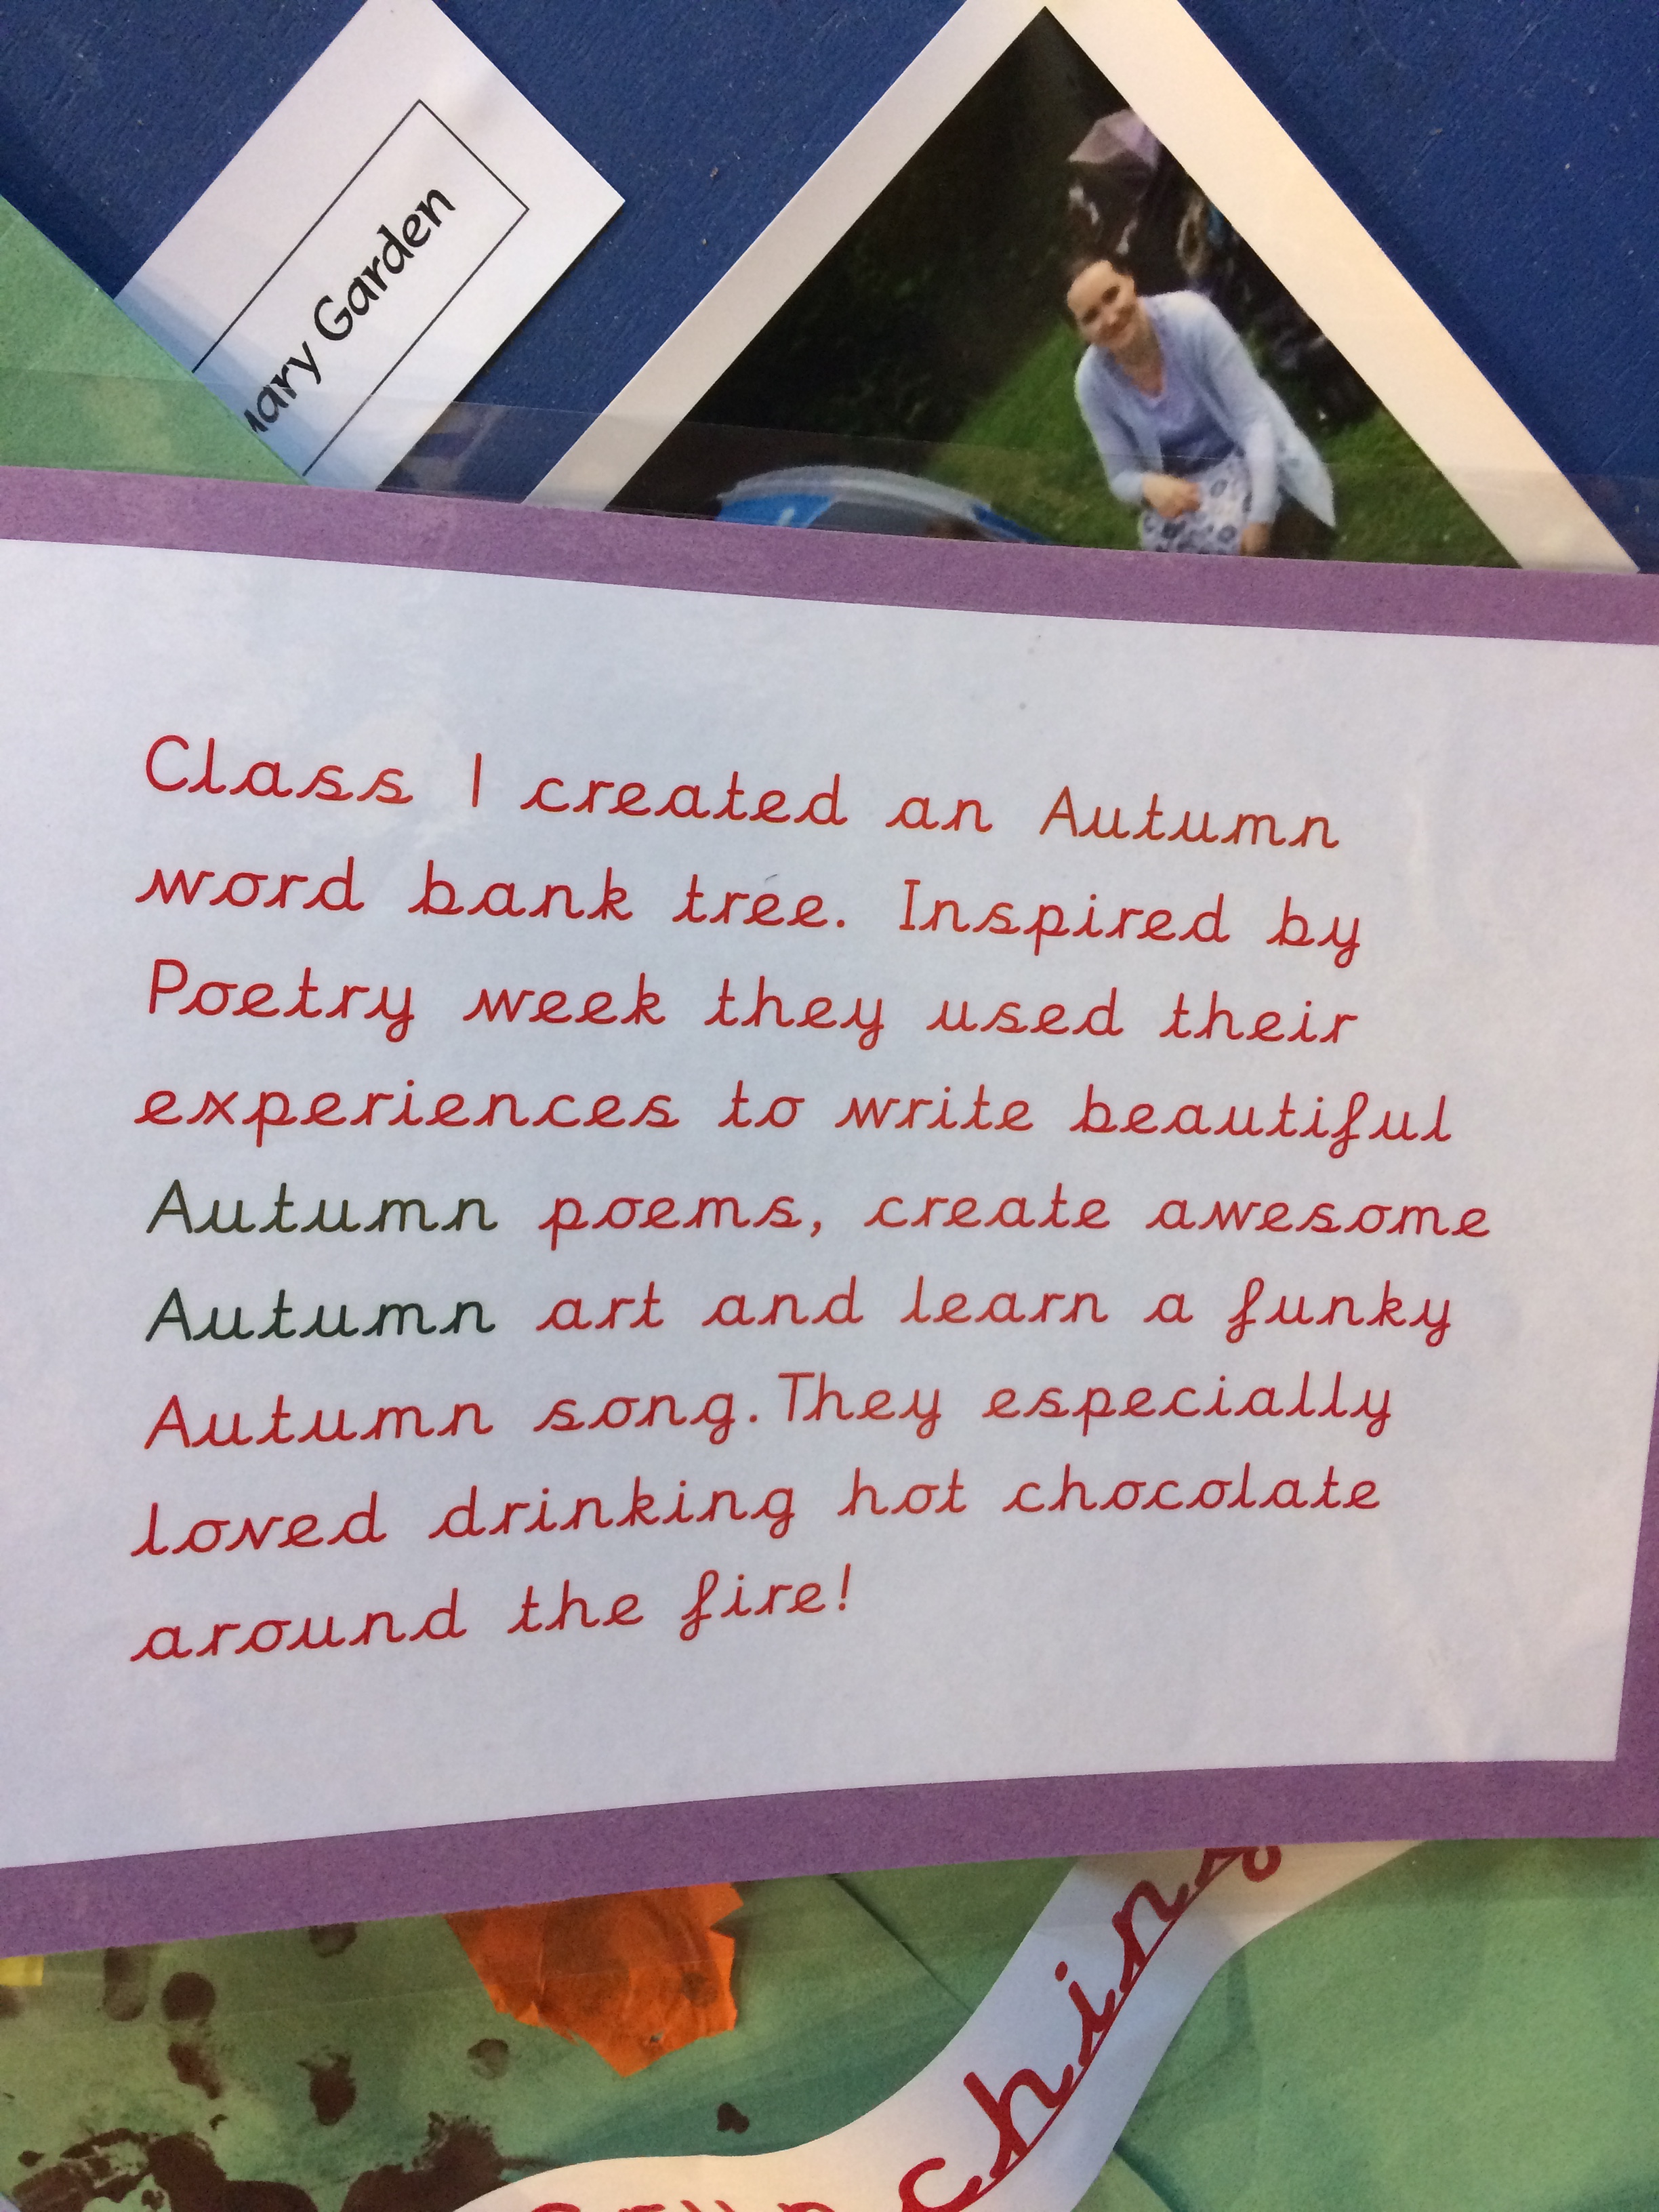 Garden
Class 1 created an Autumn
word bank tree. Inspired by
Poetry week they used their
experiences to write beautiful
Autumn poems, create awesome
Autumn art and learn a funky
Autumn song. They especially
loved drinking hot chocolate
around the fire!